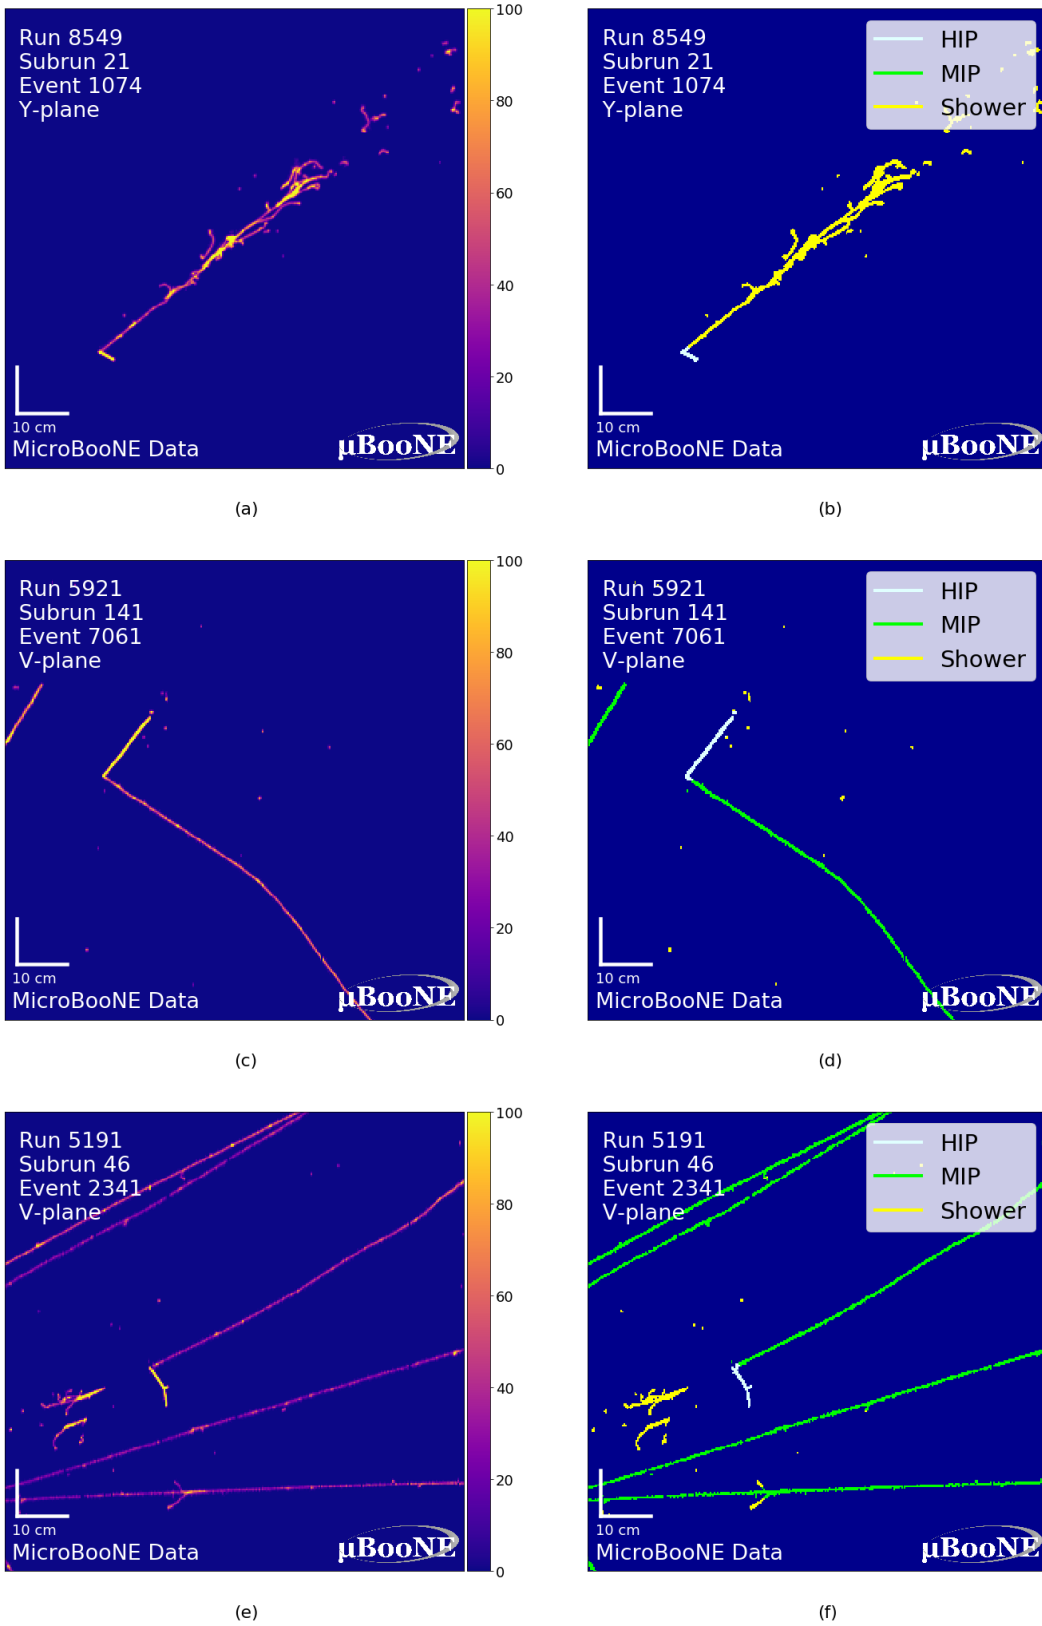 Run 8549
Subrun 21
Event 1074
Y-plane
10 cm
MicroBooNE Data
µBooNE
100
80
60
40
20
0
(a)
Run 8549
Subrun 21
Event 1074
Y-plane
HIP
MIP
Shower
10 cm
MicroBooNE Data
µBooNE
(b)
Run 5921
Subrun 141
Event 7061
V-plane
10 cm
MicroBooNE Data
µBooNE
100
80
60
40
20
0
(c)
Run 5921
Subrun 141
Event 7061
V-plane
HIP
MIP
Shower
10 cm
MicroBooNE Data
µBooNE
(d)
Run 5191
Subrun 46
Event 2341
V-plane
10 cm
MicroBooNE Data
µBooNE
100
80
60
40
20
0
(e)
Run 5191
Subrun 46
Event 2341
V-plane
HIP
MIP
Shower
10 cm
MicroBooNE Data
µBooNE
(f)